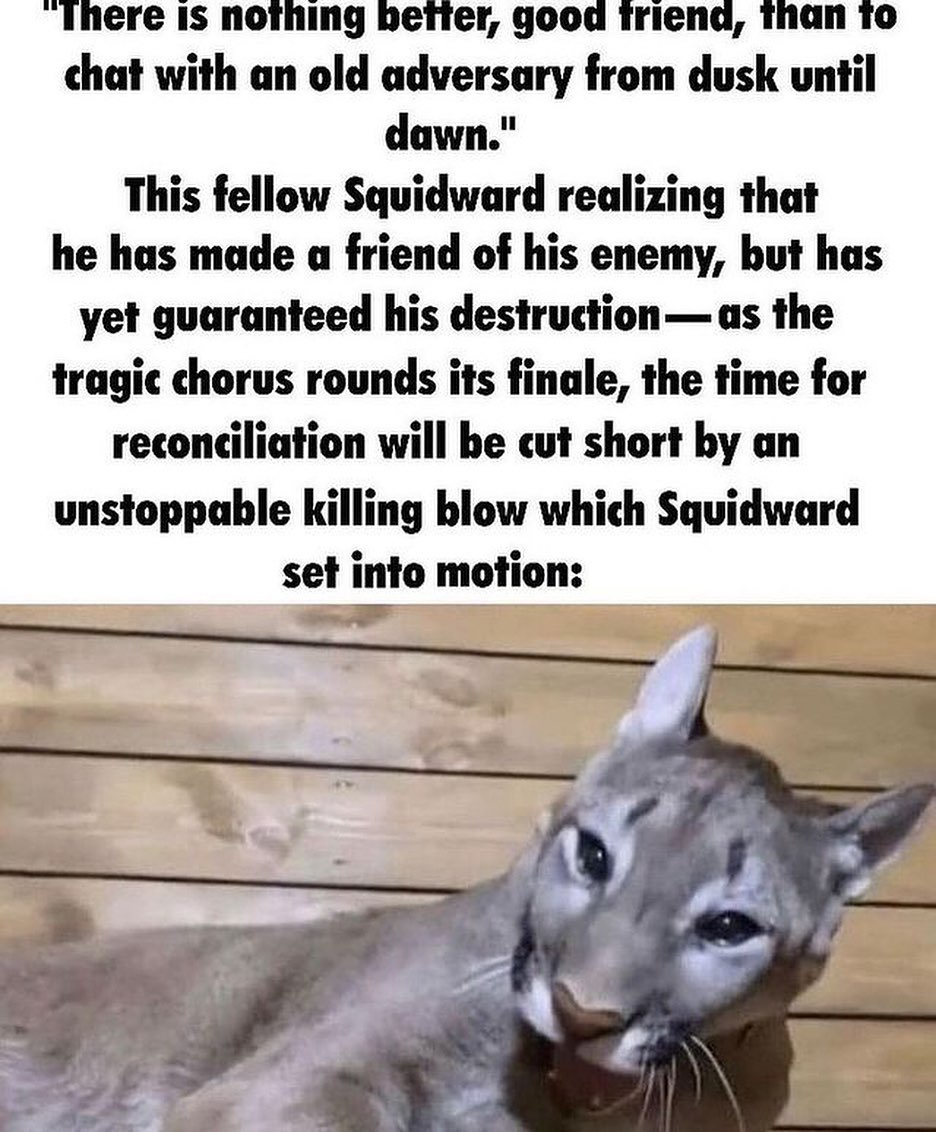 "There is nothing better, good friend, than to
chat with an old adversary from dusk until
dawn."
This fellow Squidward realizing that
he has made a friend of his enemy, but has
yet guaranteed his destruction—as the
tragic chorus rounds its finale, the time for
reconciliation will be cut short by an
unstoppable killing blow which Squidward
set into motion: